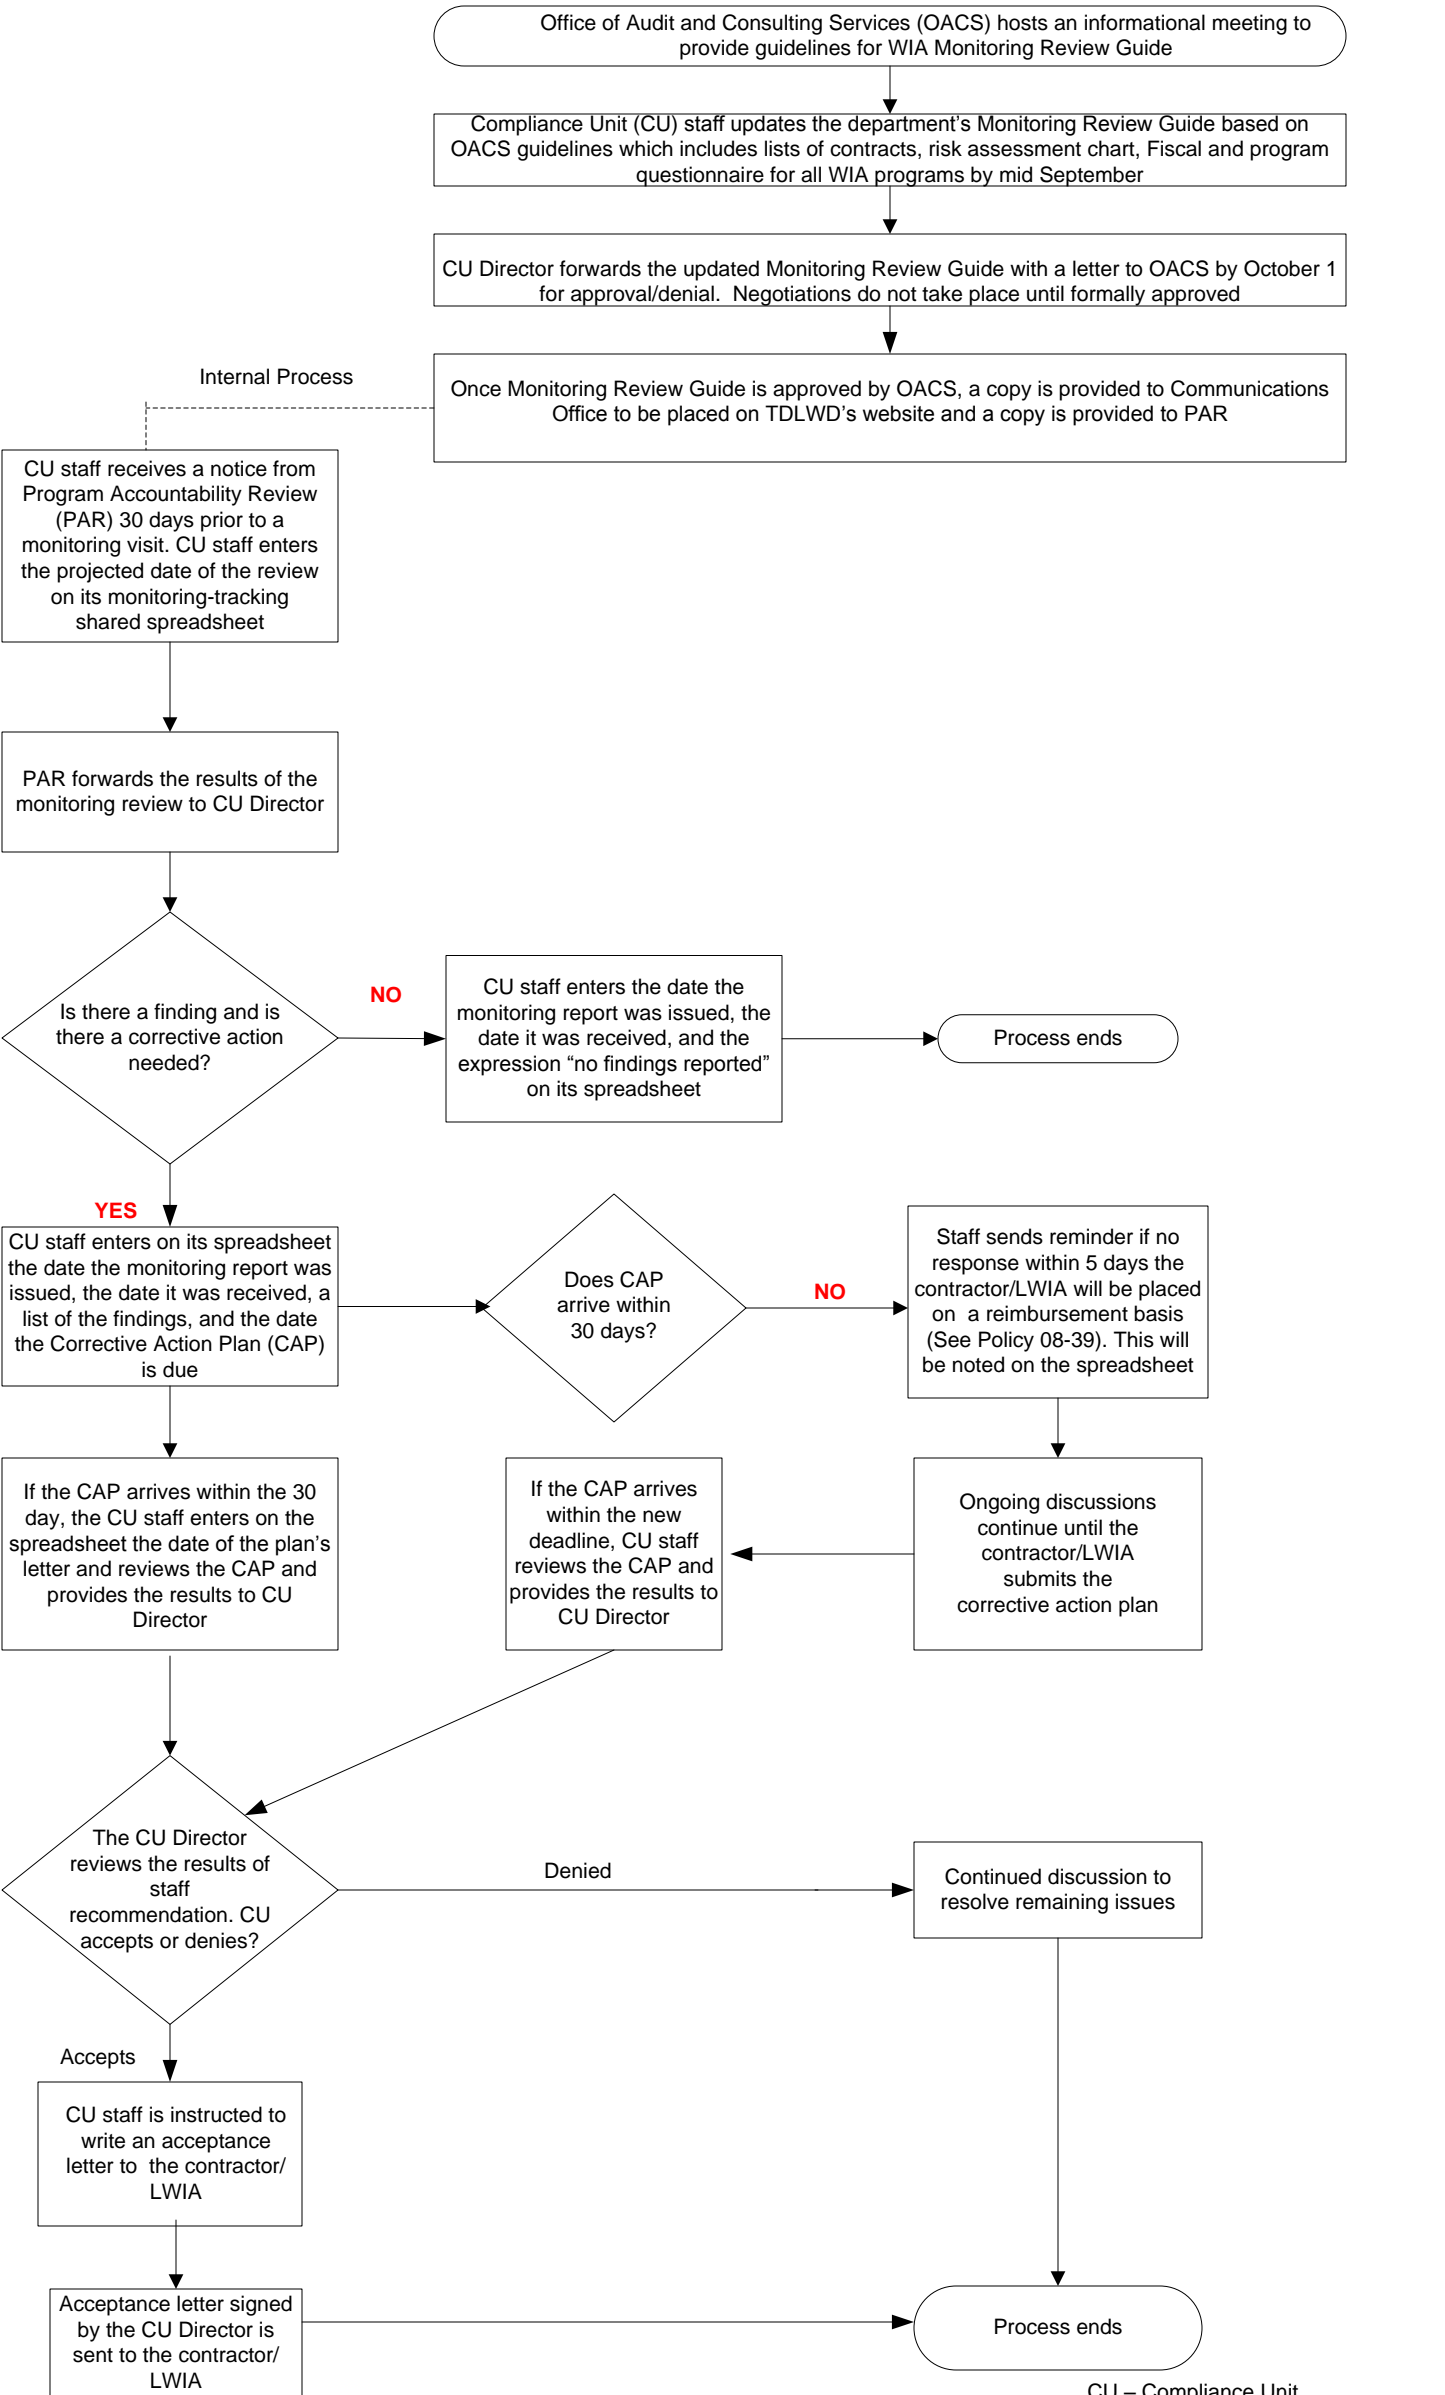 Office of Audit and Consulting Services (OACS) hosts an informational meeting to
provide guidelines for WIA Monitoring Review Guide
Compliance Unit (CU) staff updates the department’s Monitoring Review Guide based on
OACS guidelines which includes lists of contracts, risk assessment chart, Fiscal and program
questionnaire for all WIA programs by mid September
CU Director forwards the updated Monitoring Review Guide with a letter to OACS by October 1
for approval/denial.  Negotiations do not take place until formally approved
Internal Process
Once Monitoring Review Guide is approved by OACS, a copy is provided to Communications
Office to be placed on TDLWD’s website and a copy is provided to PAR
CU staff receives a notice from
Program Accountability Review
(PAR) 30 days prior to a
monitoring visit. CU staff enters
the projected date of the review
on its monitoring-tracking
shared spreadsheet
PAR forwards the results of the
monitoring review to CU Director
Is there a finding and is
there a corrective action
needed?
NO
CU staff enters the date the
monitoring report was issued, the
date it was received, and the
expression “no findings reported”
on its spreadsheet
Process ends
YES
CU staff enters on its spreadsheet
the date the monitoring report was
issued, the date it was received, a
list of the findings, and the date
the Corrective Action Plan (CAP)
is due
Does CAP
arrive within
30 days?
NO
Staff sends reminder if no
response within 5 days the
contractor/LWIA will be placed
on  a reimbursement basis
(See Policy 08-39). This will
be noted on the spreadsheet
If the CAP arrives within the 30
day, the CU staff enters on the
spreadsheet the date of the plan’s
letter and reviews the CAP and
provides the results to CU
Director
If the CAP arrives
within the new
deadline, CU staff
reviews the CAP and
provides the results to
CU Director
Ongoing discussions
continue until the
contractor/LWIA
submits the
corrective action plan
The CU Director
reviews the results of
staff
recommendation. CU
accepts or denies?
Denied
Continued discussion to
resolve remaining issues
Accepts
CU staff is instructed to
write an acceptance
letter to  the contractor/
LWIA
Acceptance letter signed
by the CU Director is
sent to the contractor/
LWIA
Process ends
CU – Compliance Unit